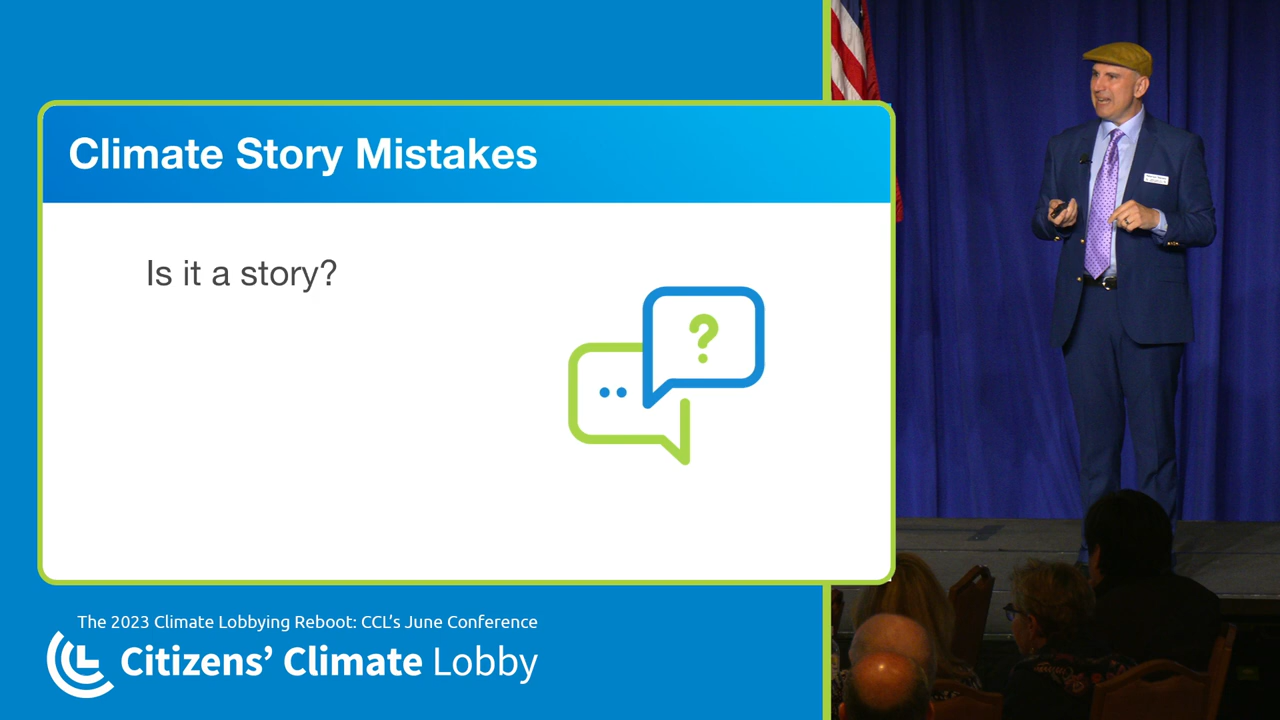 Climate Story Mistakes
Is it a story?
?
The 2023 Climate Lobbying Reboot: CCL's June Conference
Citizens' Climate Lobby